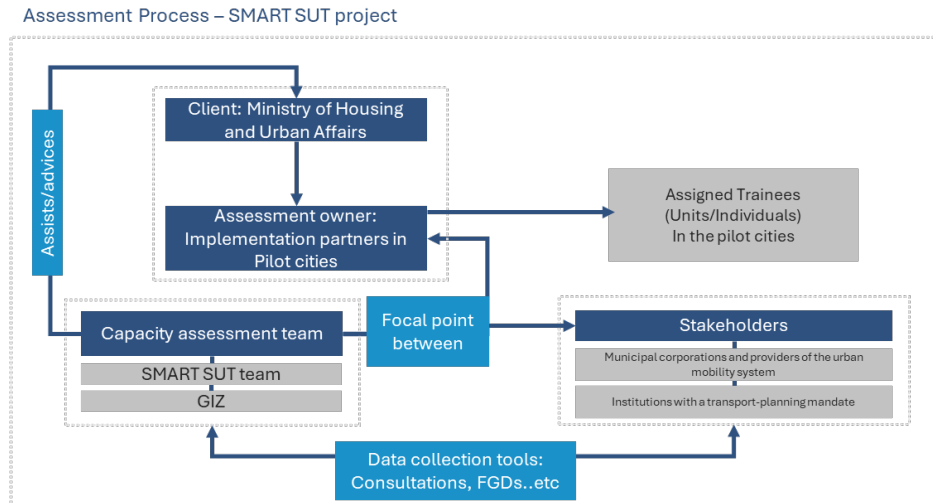 Assessment Process – SMART SUT project
Client: Ministry of Housing
and Urban Affairs
Assists/advices
Assessment owner:
Implementation partners in
Pilot cities
Assigned Trainees
(Units/Individuals)
In the pilot cities
Capacity assessment team
SMART SUT team
GIZ
Focal point
between
Stakeholders
Municipal corporations and providers of the urban
mobility system
Institutions with a transport-planning mandate
Data collection tools:
Consultations, FGDs..etc